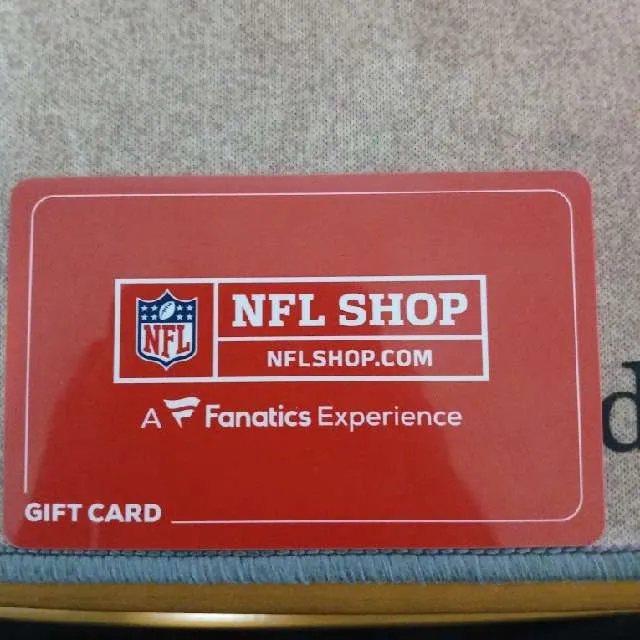 NFL
NFL SHOP
NFLSHOP.COM
A Fanatics Experience
GIFT CARD
d